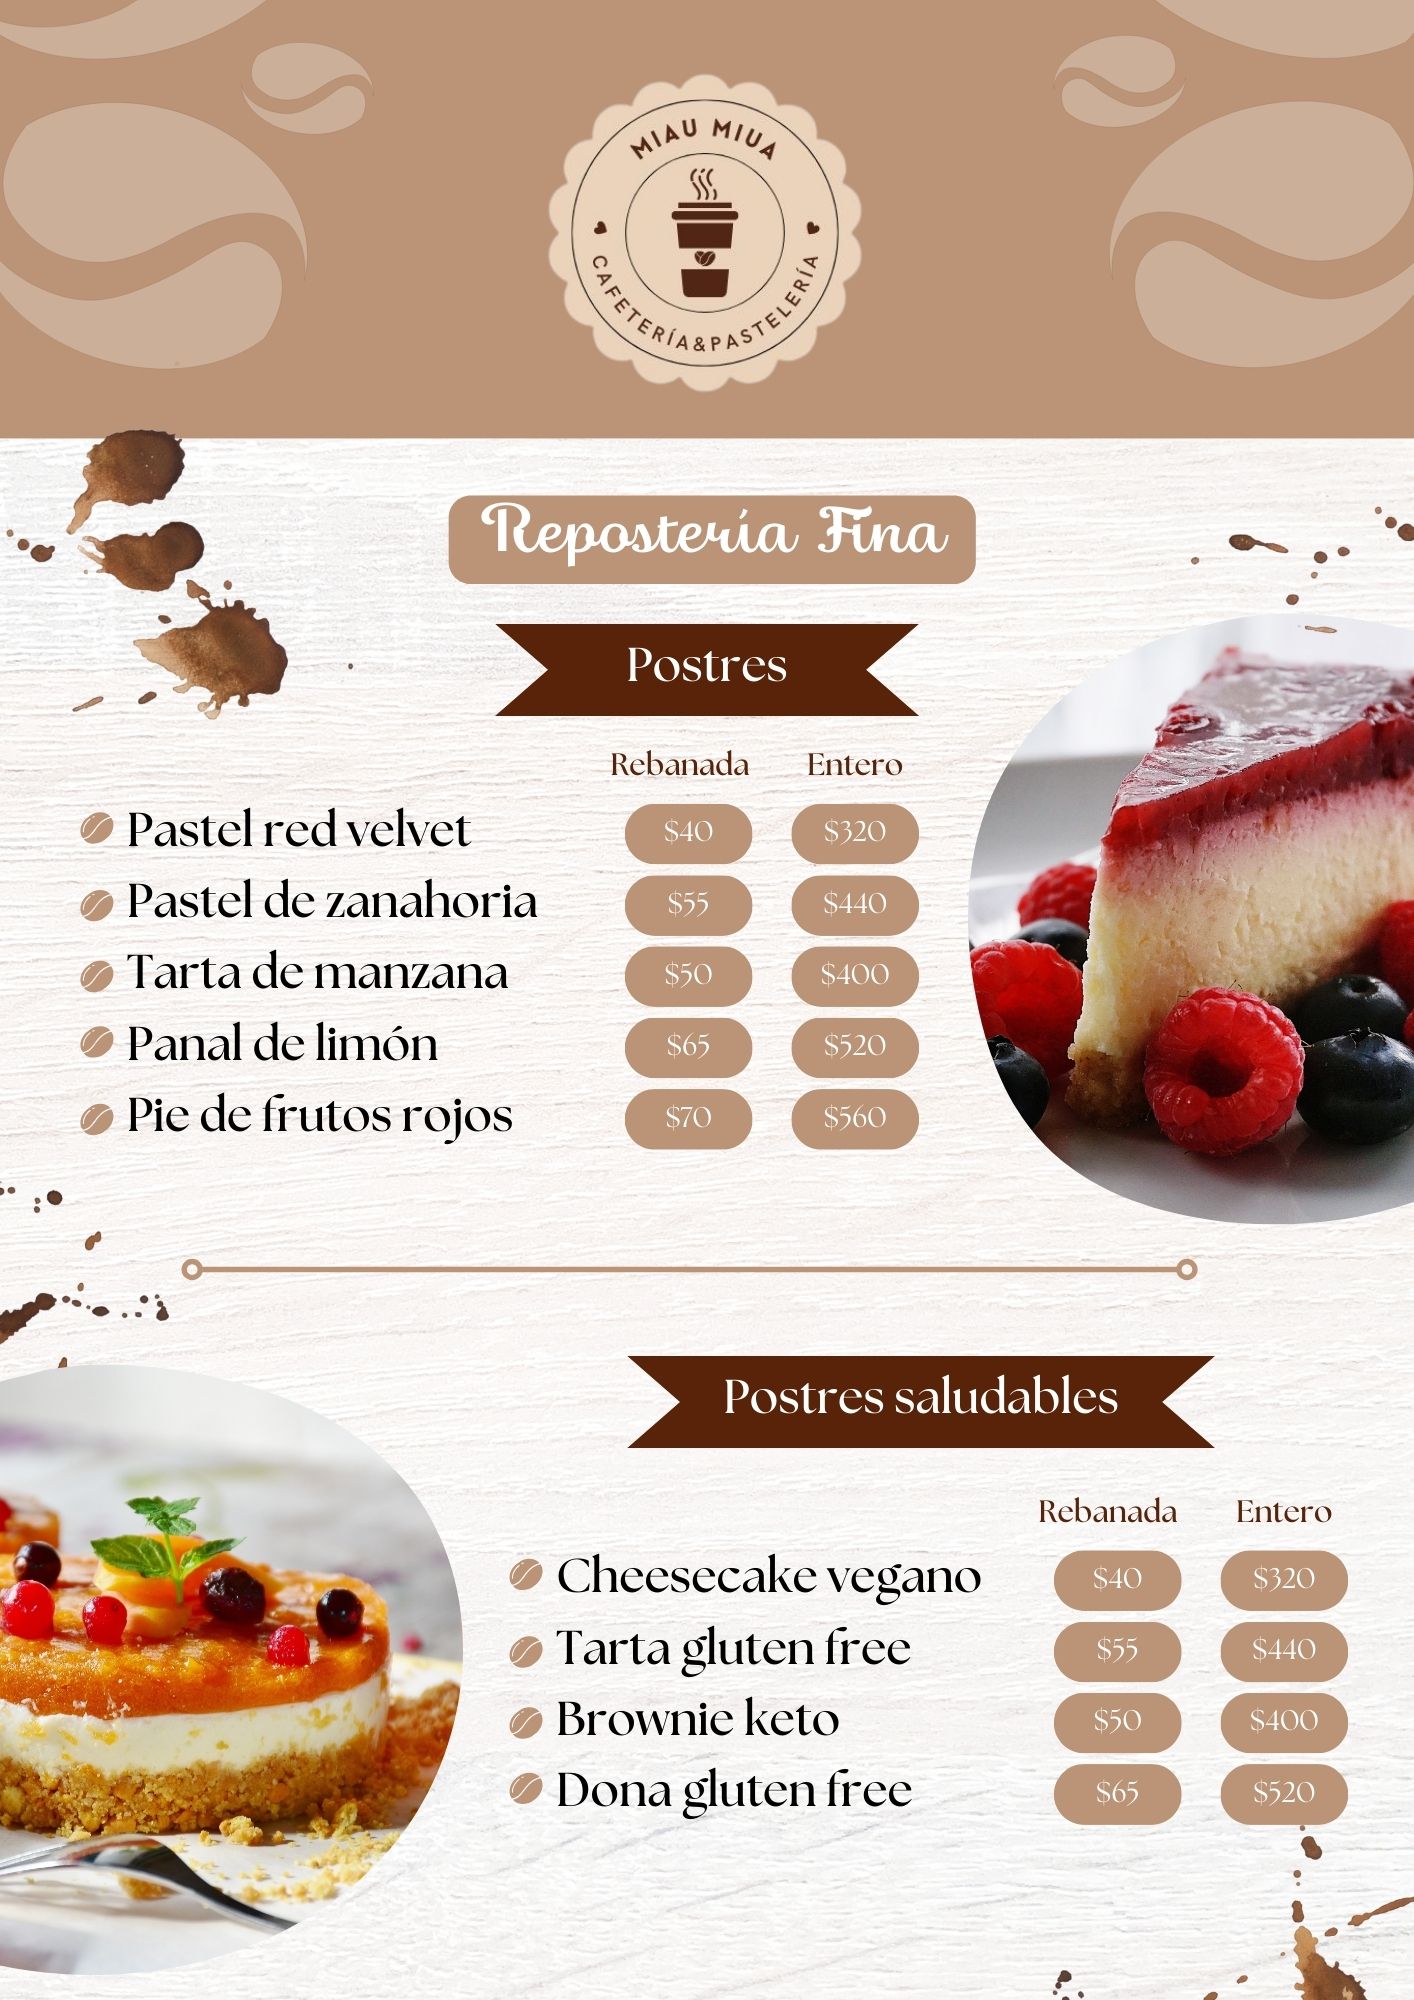 MIAU MIUA
CAFETERÍA&PASTELERÍA
Repostería Fina
Postres
Rebanada Entero
Pastel red velvet $40 $320
Pastel de zanahoria $55 $440
Tarta de manzana $50 $400
Panal de limón $65 $520
Pie de frutos rojos $70 $560
Postres saludables
Rebanada Entero
Cheesecake vegano $40 $320
Tarta gluten free $55 $440
Brownie keto $50 $400
Dona gluten free $65 $520